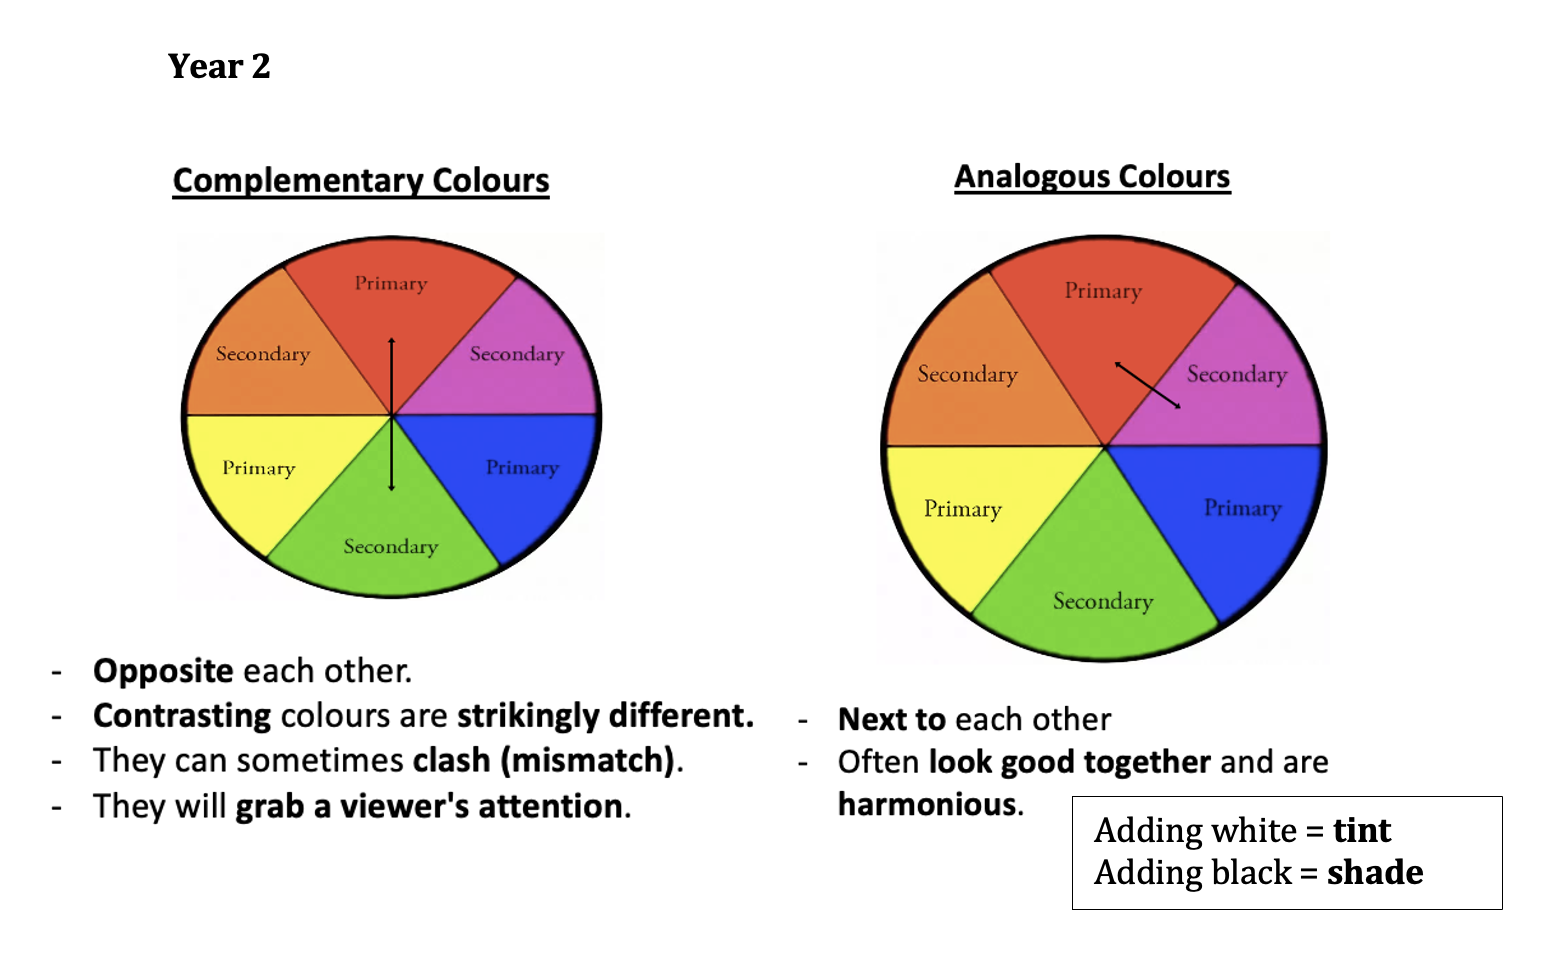 Year 2
Complementary Colours
Primary
Secondary
Secondary
Primary
Primary
Secondary
- Opposite each other.
- Contrasting colours are strikingly different.
- They can sometimes clash (mismatch).
- They will grab a viewer's attention.
Analogous Colours
Primary
Secondary
Secondary
Primary
Primary
Secondary
- Next to each other
- Often look good together and are
harmonious.
Adding white = tint
Adding black = shade